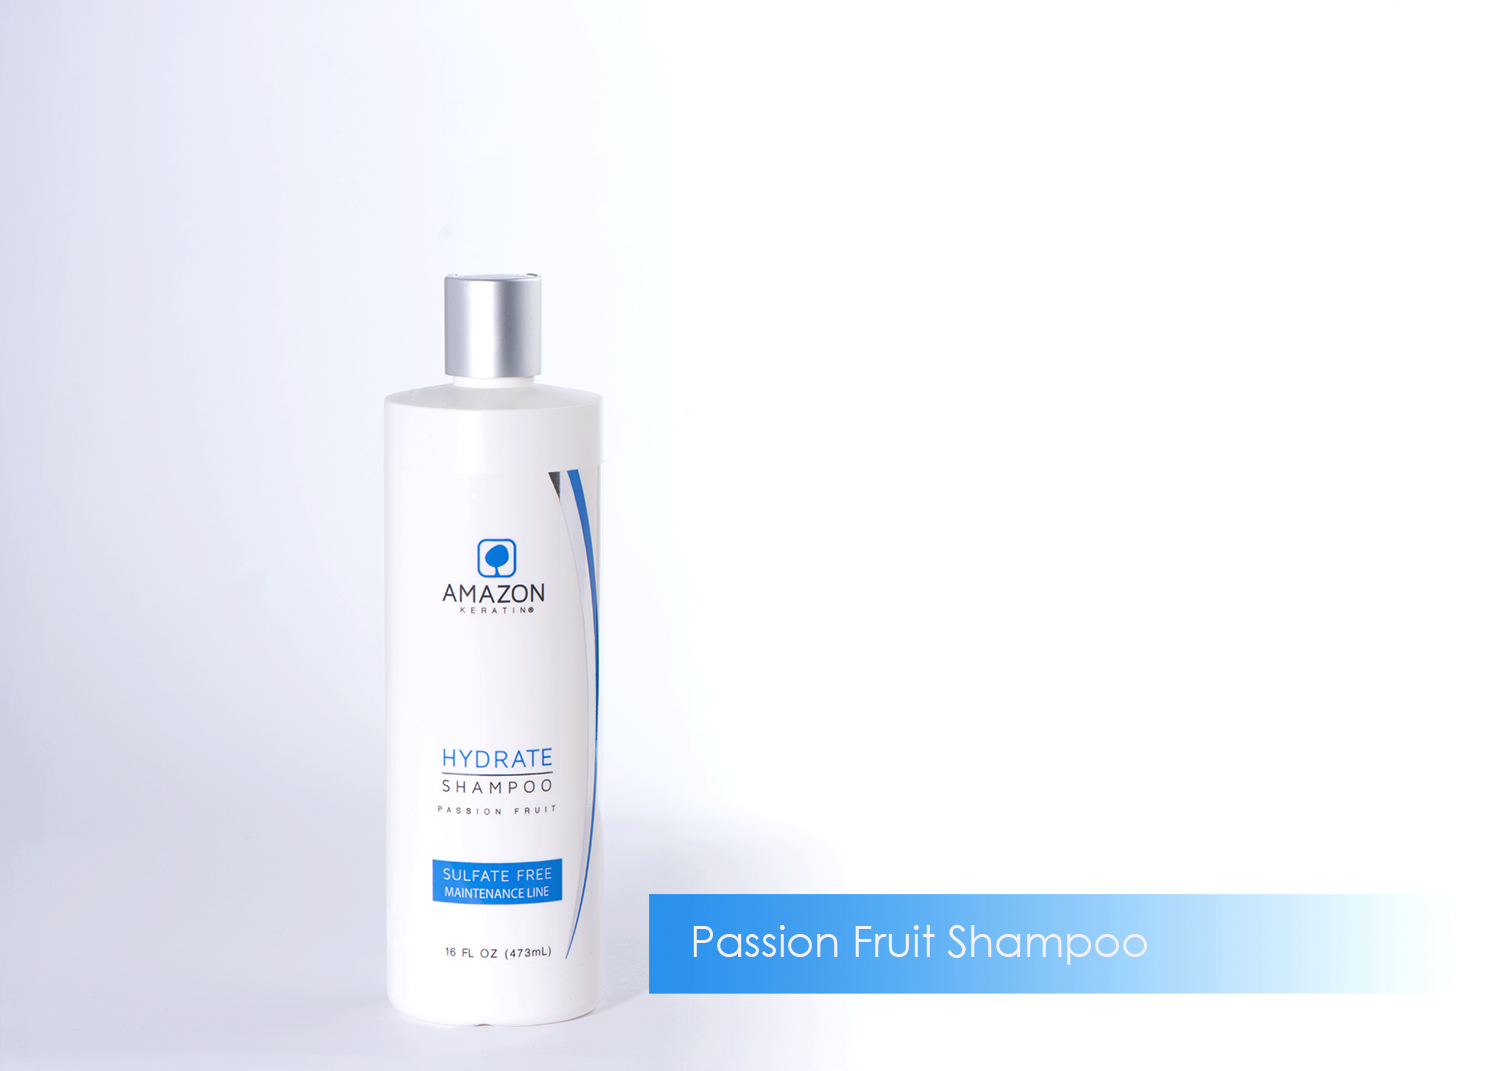 AMAZON
KERATIN®
HYDRATE
SHAMPOO
PASSION FRUIT
SULFATE FREE
MAINTENANCE LINE
16 FL OZ (473mL)
Passion Fruit Shampoo